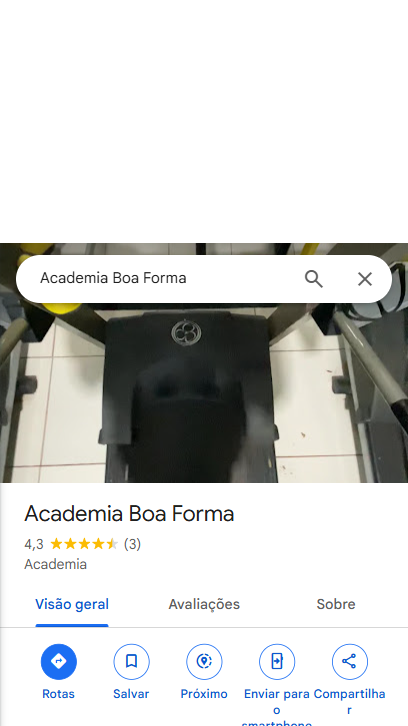 Academia Boa Forma
Academia Boa Forma
4,3 (3)
Academia
Visão geral Avaliações Sobre
Rotas Salvar Próximo Enviar para o smartphone Compartilhar